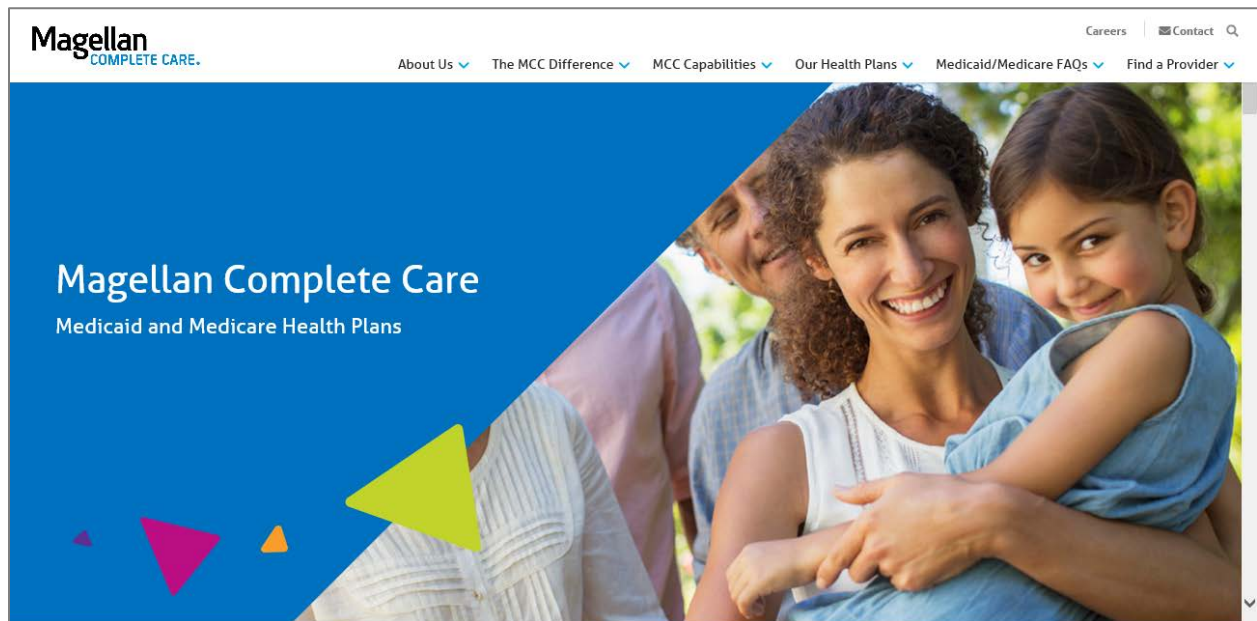 Magellan
COMPLETE CARE.
Careers Contact
About Us The MCC Difference MCC Capabilities Our Health Plans Medicaid/Medicare FAQs Find a Provider
Magellan Complete Care
Medicaid and Medicare Health Plans